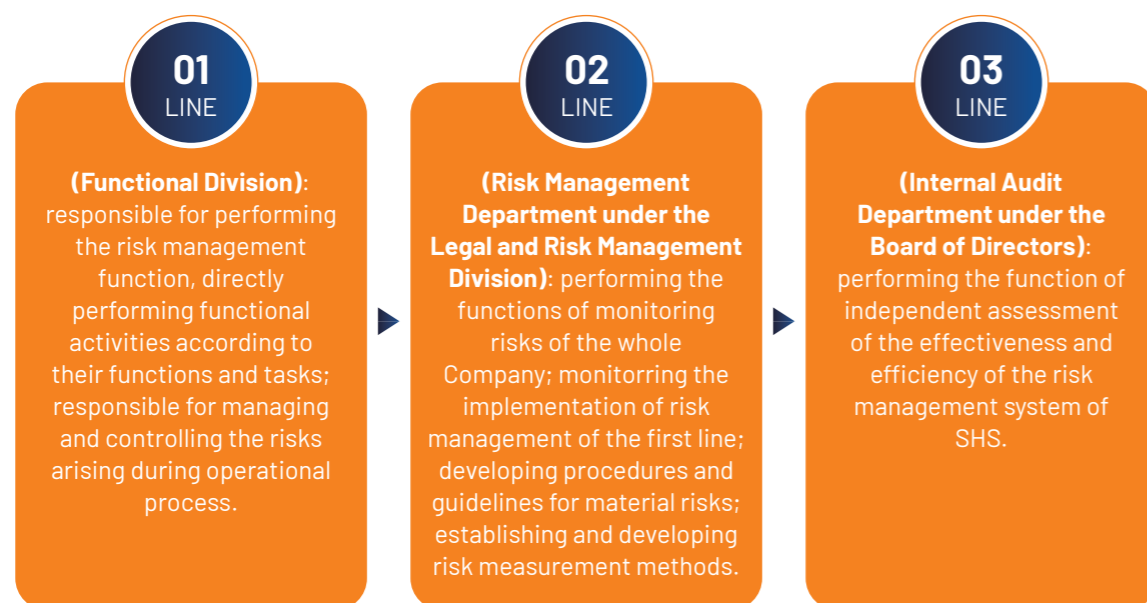 01
LINE
(Functional Division):
responsible for performing
the risk management
function, directly
performing functional
activities according to
their functions and tasks;
responsible for managing
and controlling the risks
arising during operational
process.
02
LINE
(Risk Management
Department under the
Legal and Risk Management
Division): performing the
functions of monitoring
risks of the whole
Company; monitorring the
implementation of risk
management of the first line;
developing procedures and
guidelines for material risks;
establishing and developing
risk measurement methods.
03
LINE
(Internal Audit
Department under the
Board of Directors):
performing the function of
independent assessment
of the effectiveness and
efficiency of the risk
management system of
SHS.